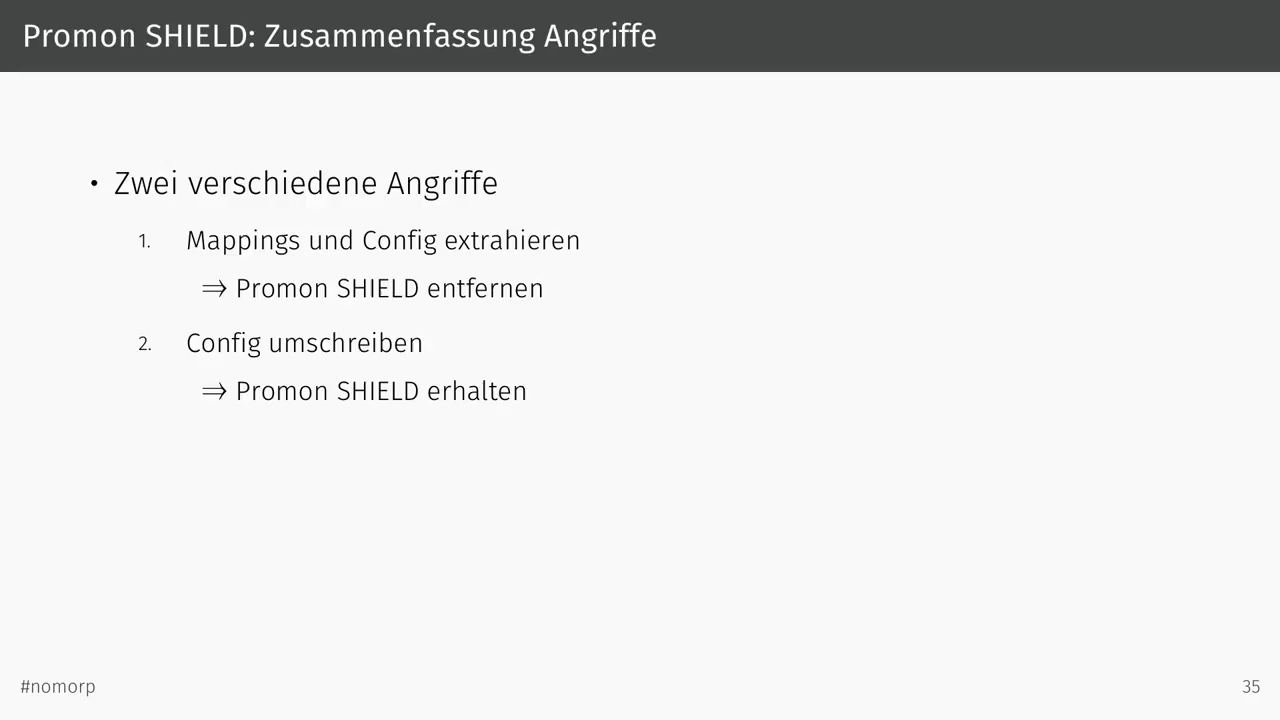 Promon SHIELD: Zusammenfassung Angriffe
• Zwei verschiedene Angriffe
1. Mappings und Config extrahieren
⇒ Promon SHIELD entfernen
2. Config umschreiben
⇒ Promon SHIELD erhalten
#nomorp
35